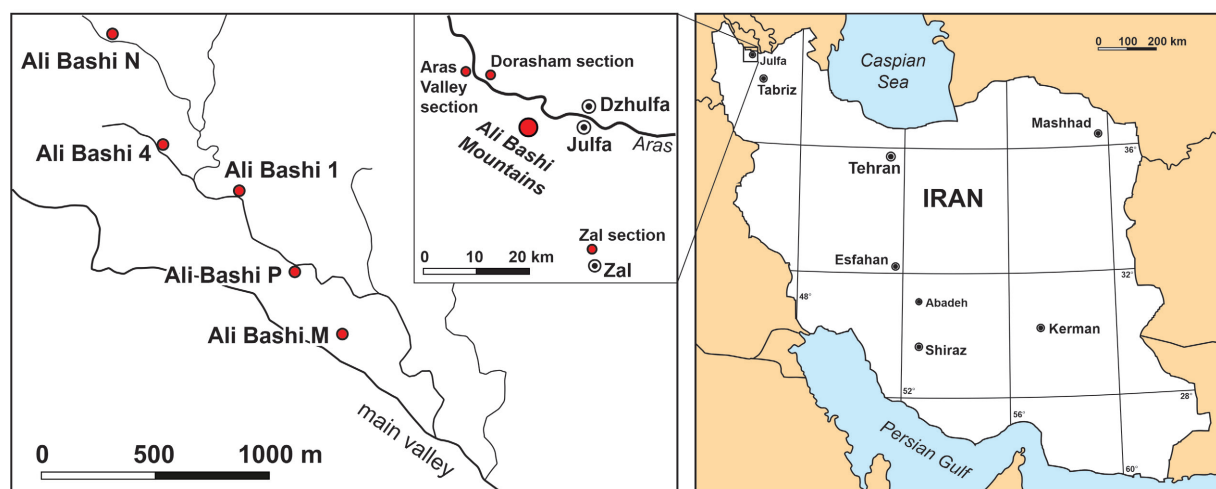 Ali Bashi N
Ali Bashi 4
Ali Bashi 1
Ali-Bashi P
Ali Bashi M
main valley
0 500 1000 m
Aras
Valley
section
Dorasham section
Dzhulfa
Julfa
Aras
Ali Bashi
Mountains
Zal section
Zal
0 10 20 km
Caspian
Sea
0 100 200 km
Julfa
Tabriz
Mashhad
36°
Tehran
IRAN
Esfahan
32°
48°
Abadeh
Kerman
Shiraz
52°
28°
56°
Persian Gulf
60°